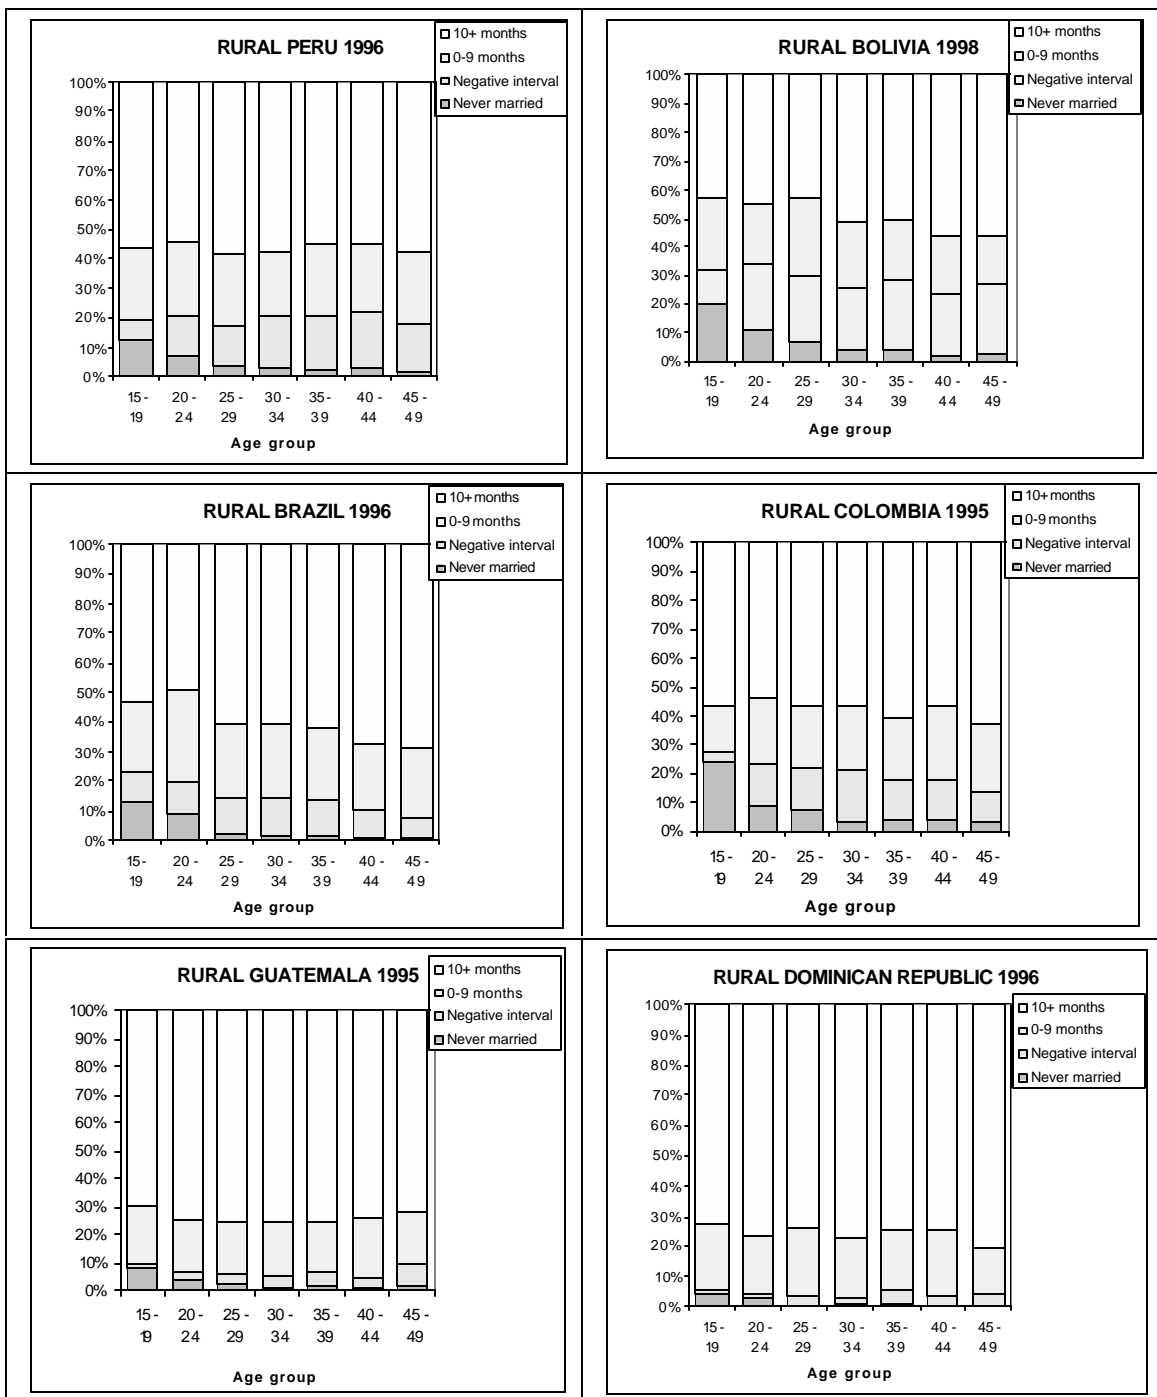 RURAL PERU 1996
10+ months
0-9 months
Negative interval
Never married
100%
90%
80%
70%
60%
50%
40%
30%
20%
10%
0%
15 - 20 - 25 - 30 - 35- 40 - 45 -
19 24 29 34 39 44 49
Age group
RURAL BOLIVIA 1998
10+ months
0-9 months
Negative interval
Never married
100%
90%
80%
70%
60%
50%
40%
30%
20%
10%
0%
15 - 20 - 25 - 30 - 35 - 40 - 45 -
19 24 29 34 39 44 49
Age group
RURAL BRAZIL 1996
10+ months
0-9 months
Negative interval
Never married
100%
90%
80%
70%
60%
50%
40%
30%
20%
10%
0%
15- 20 - 25 - 30 - 35 - 40 - 45 -
19 24 29 34 39 44 49
Age group
RURAL COLOMBIA 1995
10+ months
0-9 months
Negative interval
Never married
100%
90%
80%
70%
60%
50%
40%
30%
20%
10%
0%
15 - 20 - 25 - 30 - 35 - 40 - 45 -
19 24 29 34 39 44 49
Age group
RURAL GUATEMALA 1995
10+ months
0-9 months
Negative interval
Never married
100%
90%
80%
70%
60%
50%
40%
30%
20%
10%
0%
15 - 20 - 25 - 30 - 35 - 40 - 45 -
19 24 29 34 39 44 49
Age group
RURAL DOMINICAN REPUBLIC 1996
10+ months
0-9 months
Negative interval
Never married
100%
90%
80%
70%
60%
50%
40%
30%
20%
10%
0%
15 - 20 - 25 - 30 - 35 - 40 - 45 -
19 24 29 34 39 44 49
Age group